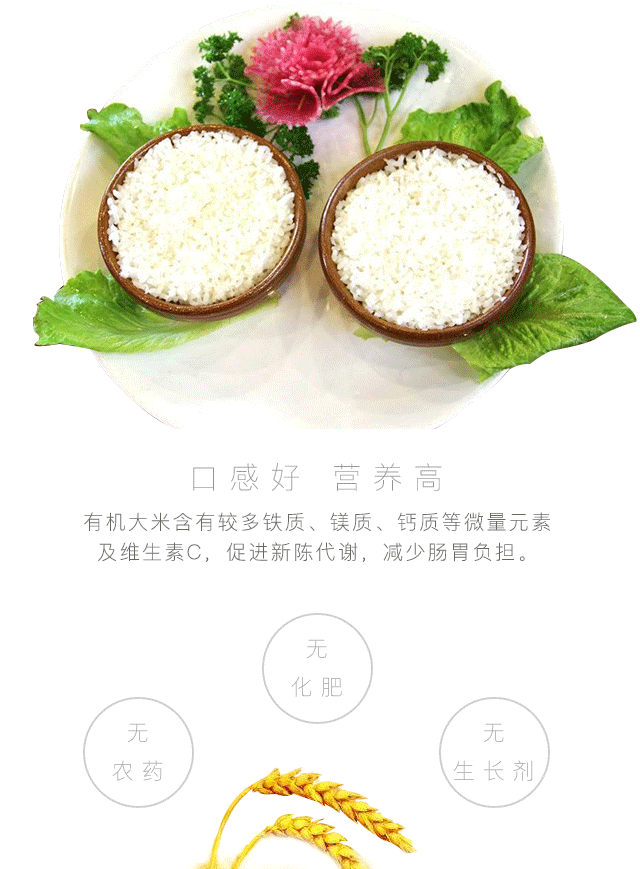 口感好 营养高
有机大米含有较多铁质、镁质、钙质等微量元素
及维生素C，促进新陈代谢，减少肠胃负担。
无
化肥
无
农药
无
生长剂